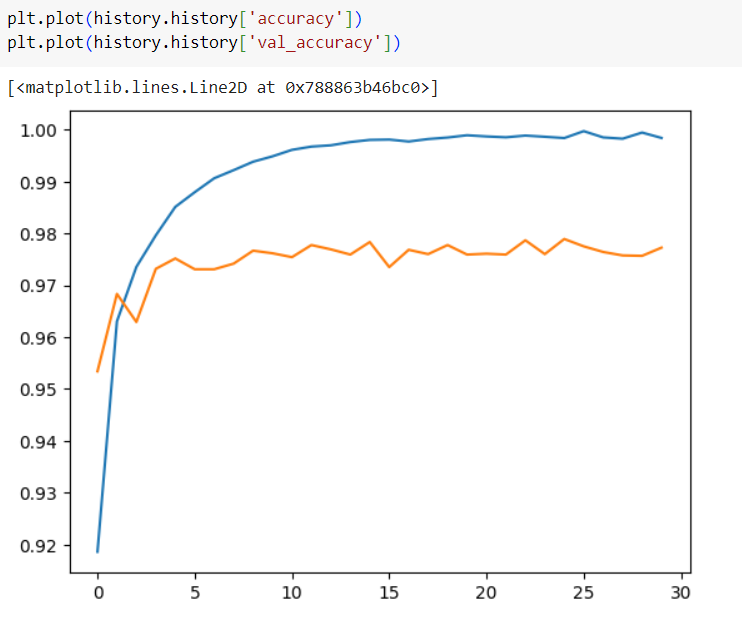 plt.plot(history.history['accuracy'])
plt.plot(history.history['val_accuracy'])
[<matplotlib.lines.Line2D at 0x788863b46bc0>]
1.00
0.99
0.98
0.97
0.96
0.95
0.94
0.93
0.92
0 5 10 15 20 25 30